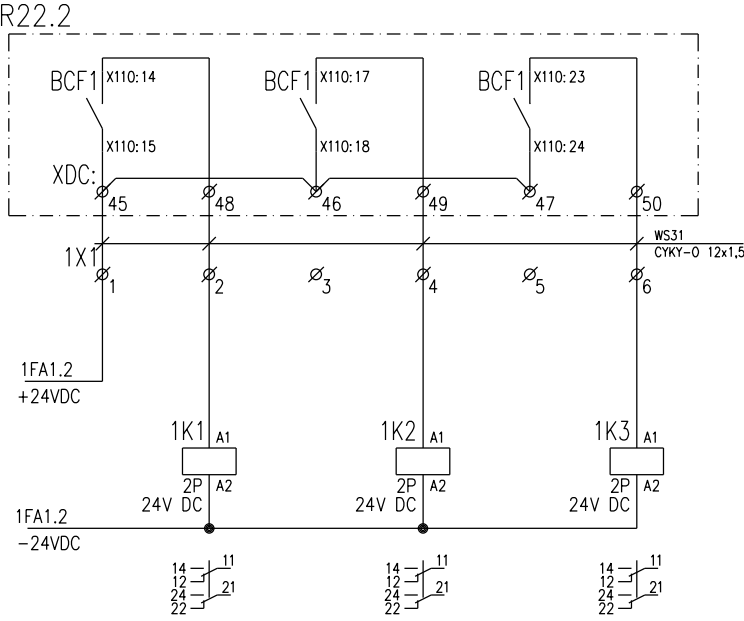 R22.2
BCF1 X110:14
BCF1 X110:17
BCF1 X110:23
X110:15
X110:18
X110:24
XDC:
45 48 46 49 47 50
WS31
CYKY-O 12x1,5
1X1
1 2 3 4 5 6
1FA1.2
+24VDC
1K1 A1
1K2 A1
1K3 A1
2P A2
2P A2
2P A2
24V DC
24V DC
24V DC
1FA1.2
-24VDC
14 11
14 11
14 11
12
12
12
24 21
24 21
24 21
22
22
22